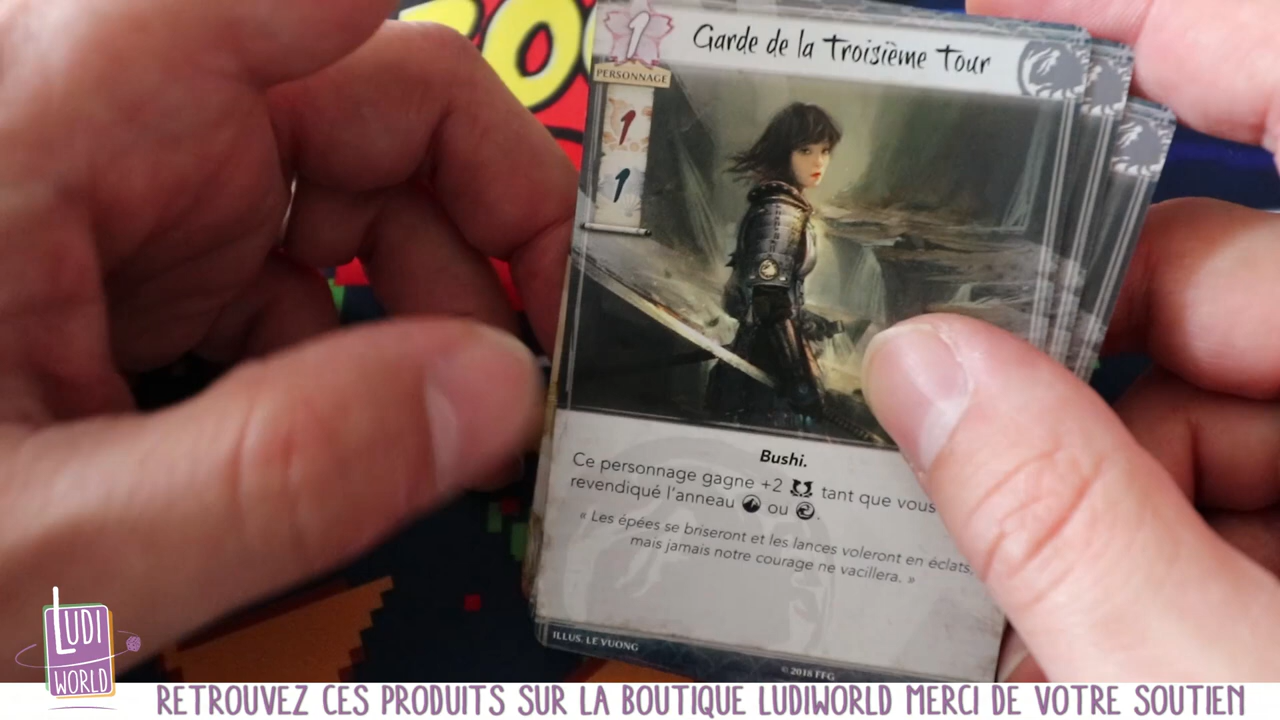 1
Garde de la Troisième Tour
PERSONNAGE
1
1
Bushi.
Ce personnage gagne +2 tant que vous
revendiqué l'anneau ou .
« Les épées se briseront et les lances voleront en éclats,
mais jamais notre courage ne vacillera. »
ILLUS. LE VUONG
© 2018 FFG
LUDI
WORLD
RETROUVEZ CES PRODUITS SUR LA BOUTIQUE LUDIWORLD MERCI DE VOTRE SOUTIEN